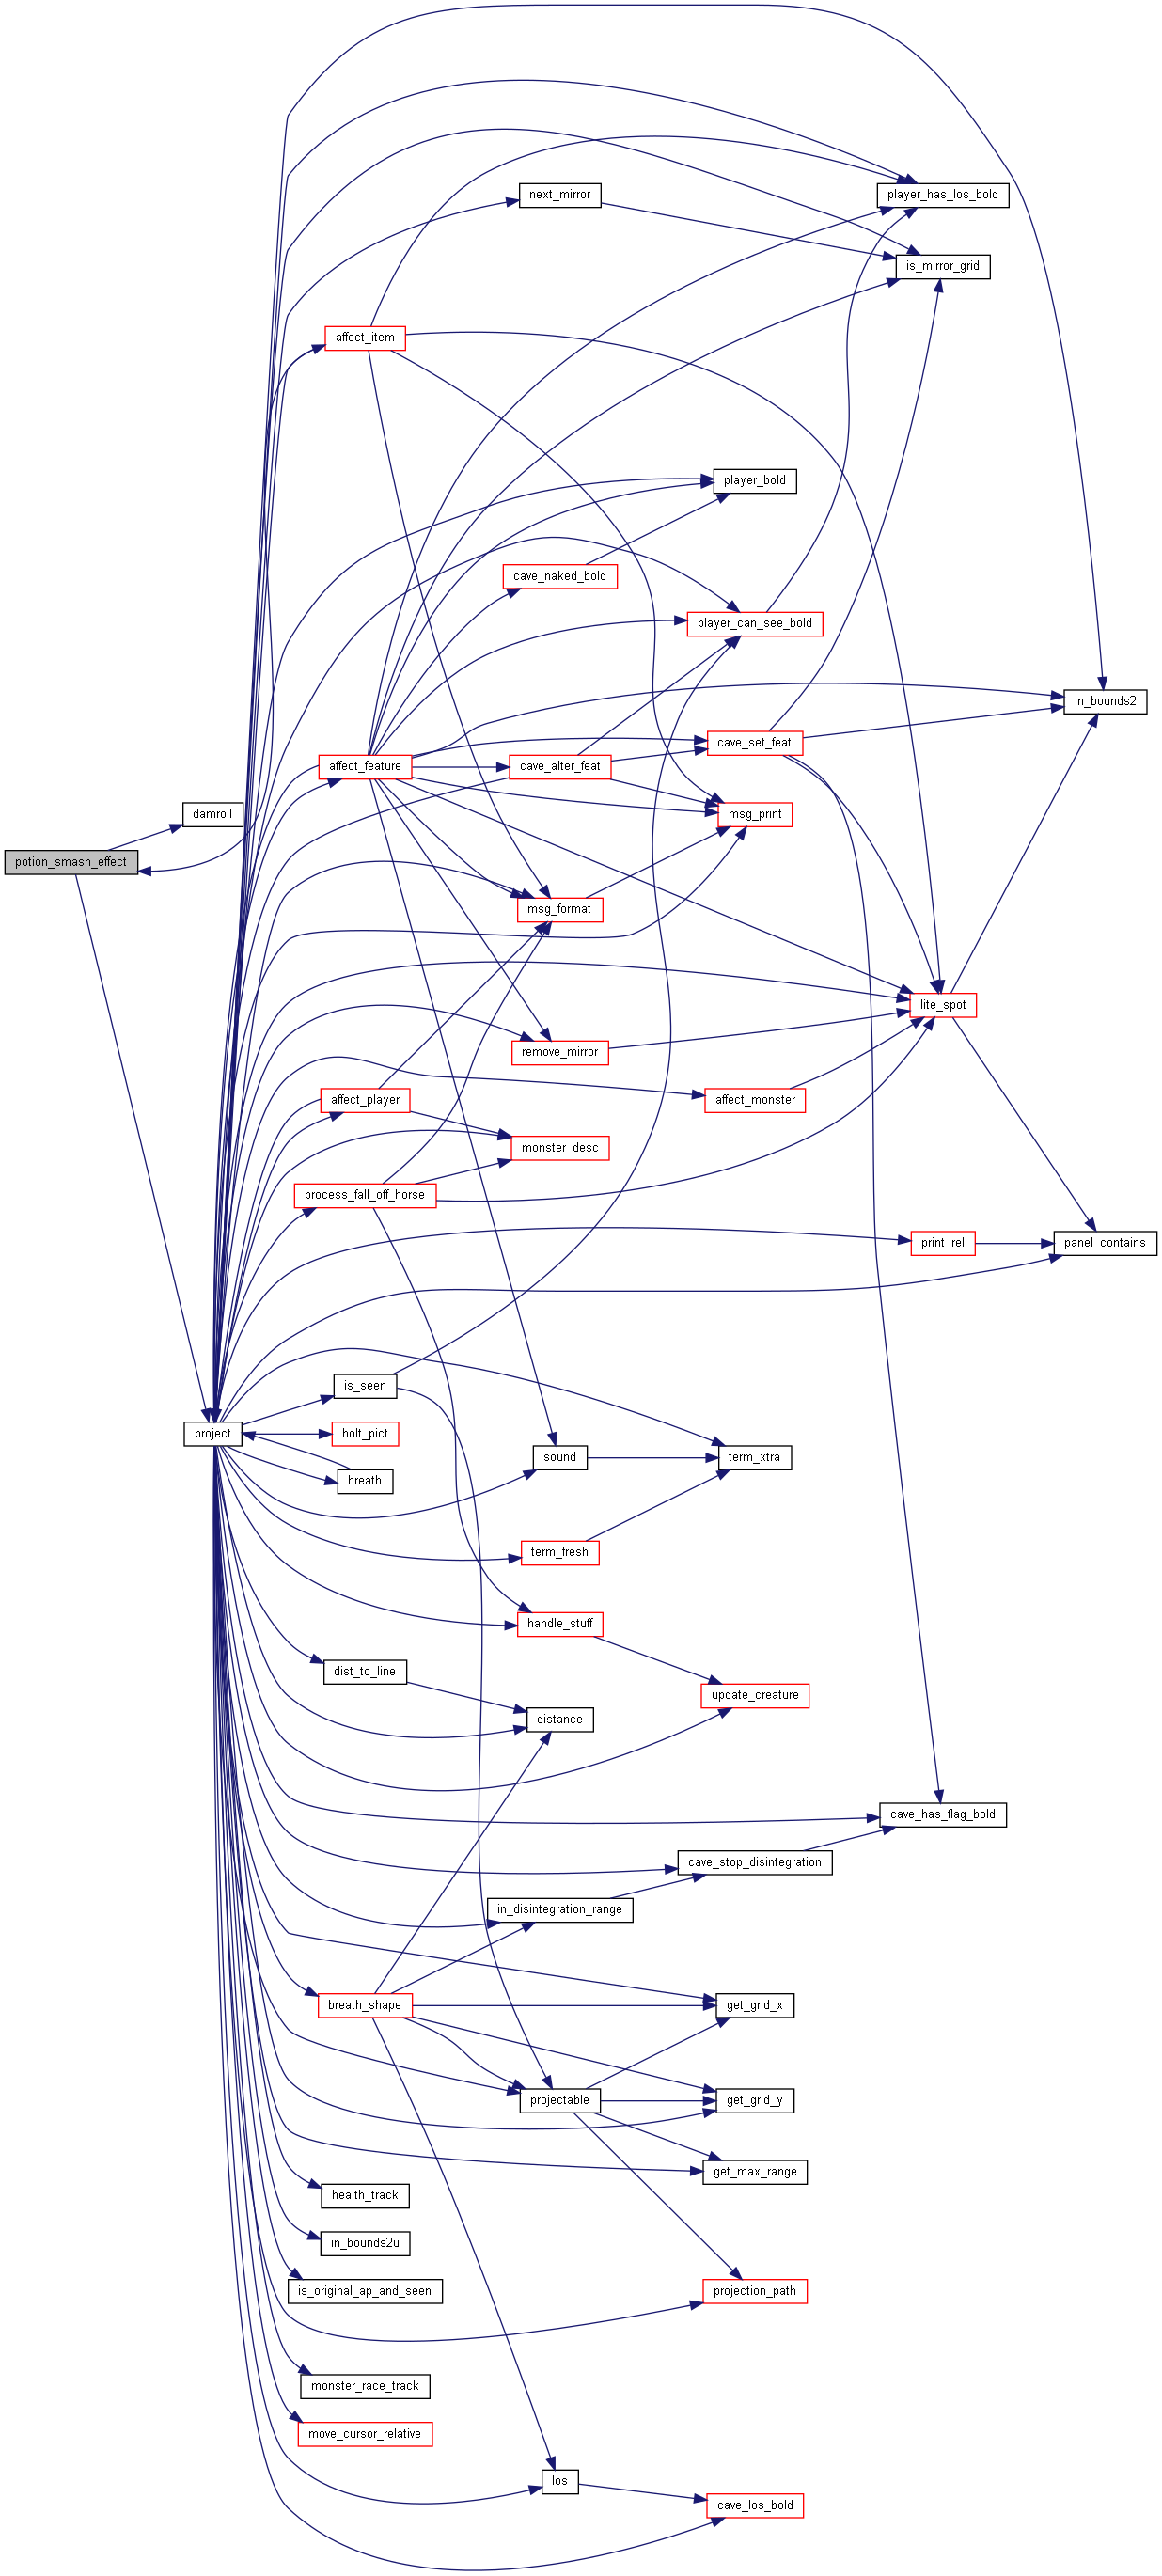 player_has_los_bold
next_mirror
is_mirror_grid
affect_item
player_bold
cave_naked_bold
player_can_see_bold
in_bounds2
cave_set_feat
affect_feature
cave_alter_feat
damroll
msg_print
potion_smash_effect
msg_format
lite_spot
remove_mirror
affect_player
affect_monster
monster_desc
process_fall_off_horse
print_rel
panel_contains
is_seen
project
bolt_pict
sound
term_xtra
breath
term_fresh
handle_stuff
dist_to_line
update_creature
distance
cave_has_flag_bold
cave_stop_disintegration
in_disintegration_range
breath_shape
get_grid_x
projectable
get_grid_y
get_max_range
health_track
in_bounds2u
is_original_ap_and_seen
projection_path
monster_race_track
move_cursor_relative
los
cave_los_bold